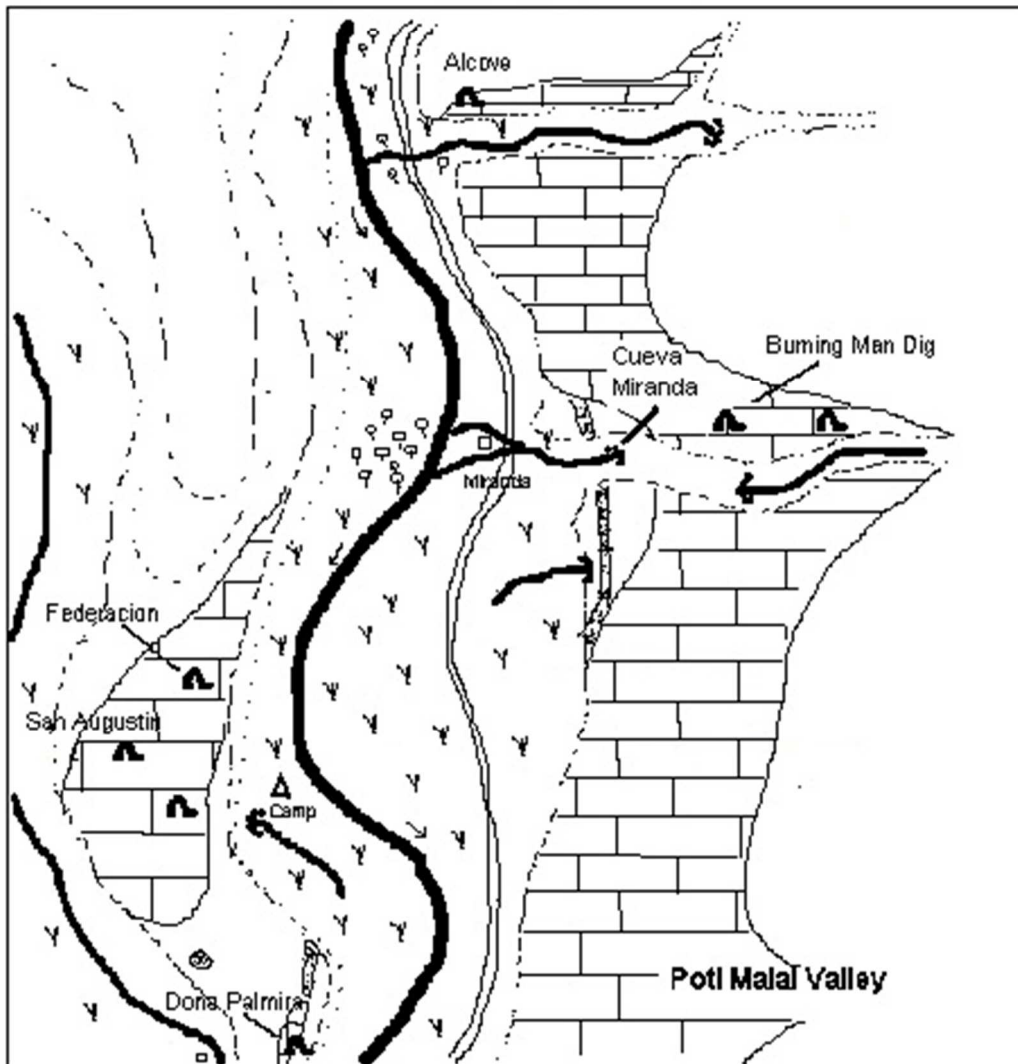 Alcove
Burning Man Dig
Cueva
Miranda
Miranda
Federacion
San Augustin
Camp
Poti Malal Valley
Dona Palmira